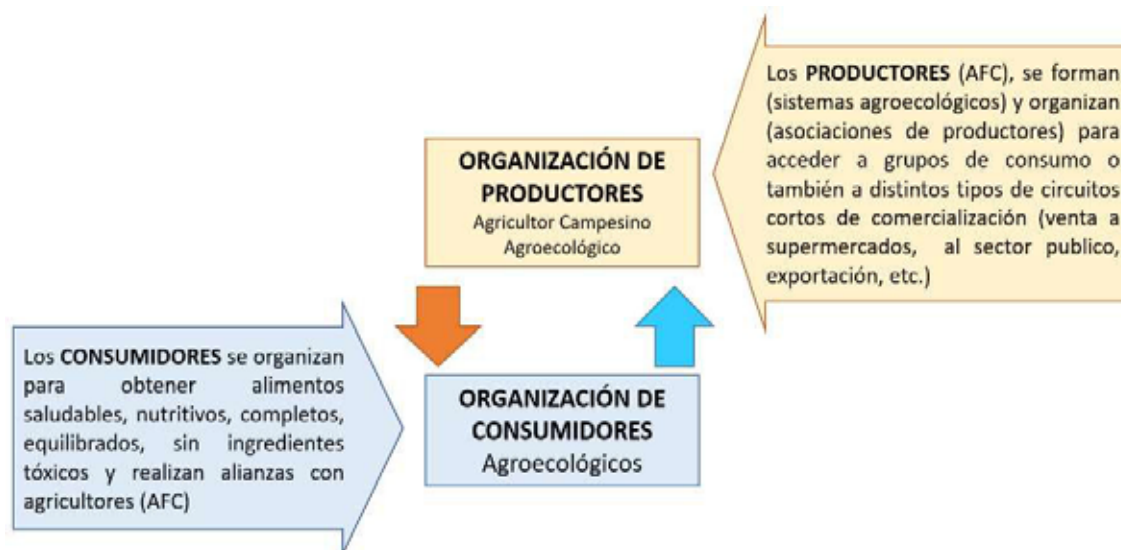 Los PRODUCTORES (AFC), se forman
(sistemas agroecológicos) y organizan
(asociaciones de productores) para
acceder a grupos de consumo o
también a distintos tipos de circuitos
cortos de comercialización (venta a
supermercados, al sector publico,
exportación, etc.)
ORGANIZACIÓN DE
PRODUCTORES
Agricultor Campesino
Agroecológico
Los CONSUMIDORES se organizan
para obtener alimentos
saludables, nutritivos, completos,
equilibrados, sin ingredientes
tóxicos y realizan alianzas con
agricultores (AFC)
ORGANIZACIÓN DE
CONSUMIDORES
Agroecológicos